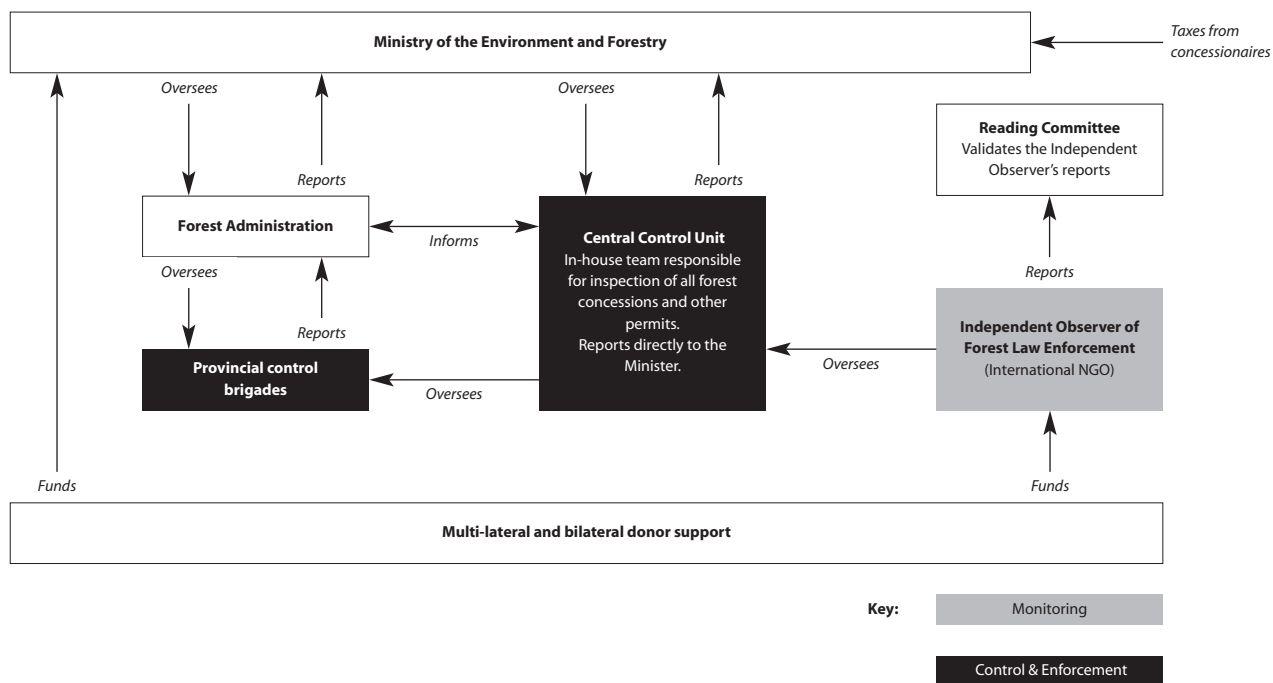 Ministry of the Environment and Forestry
Taxes from
concessionaires
Oversees
Reports
Oversees
Reports
Reading Committee
Validates the Independent
Observer’s reports
Forest Administration
Informs
Central Control Unit
In-house team responsible
for inspection of all forest
concessions and other
permits.
Reports directly to the
Minister.
Oversees
Reports
Reports
Independent Observer of
Forest Law Enforcement
(International NGO)
Oversees
Provincial control
brigades
Oversees
Funds
Funds
Multi-lateral and bilateral donor support
Key:
Monitoring
Control & Enforcement